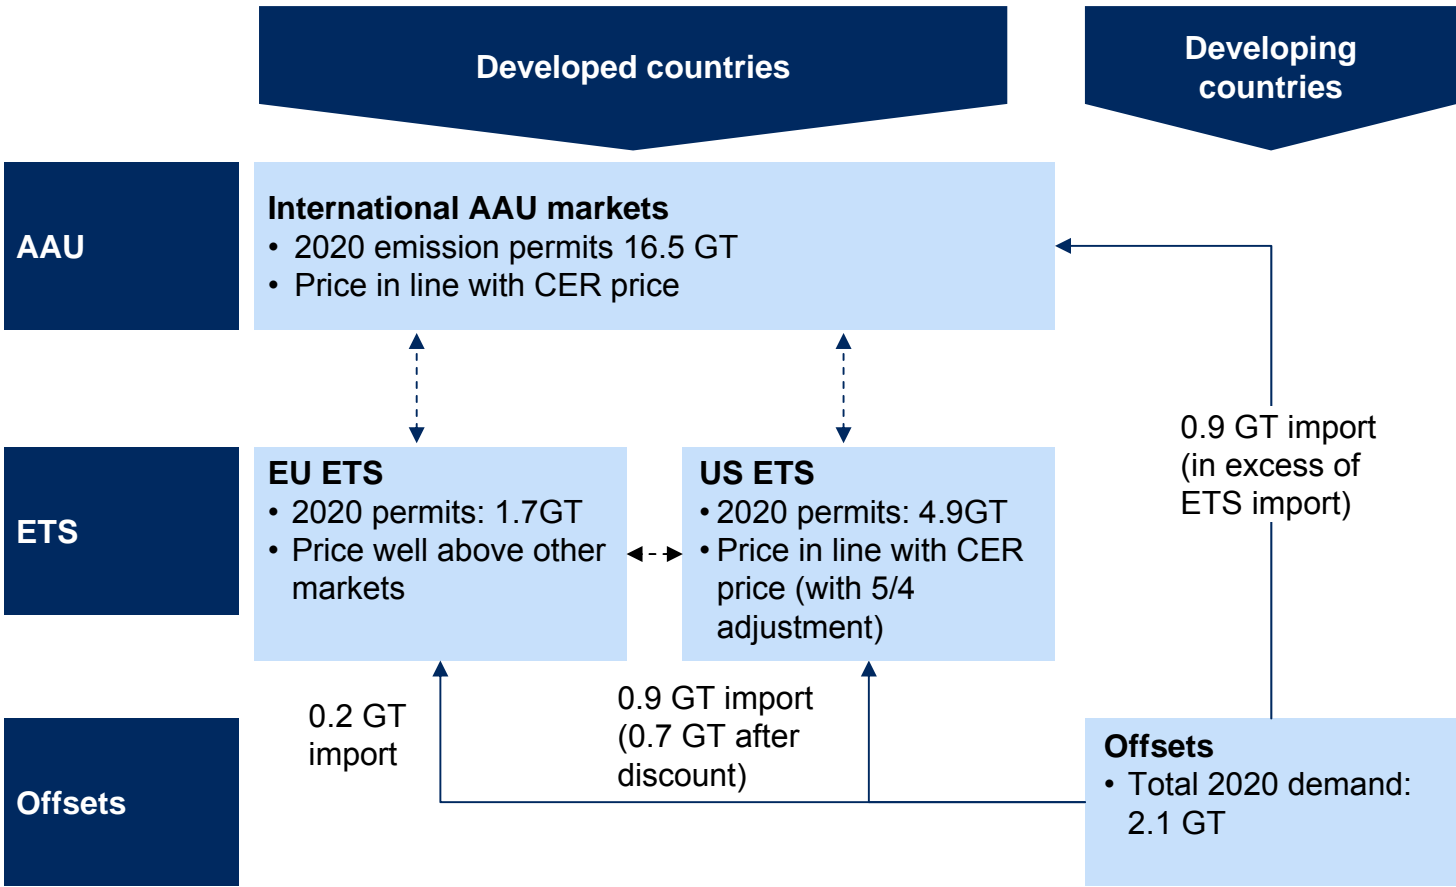 Developed countries
Developing
countries
AAU
International AAU markets
• 2020 emission permits 16.5 GT
• Price in line with CER price
0.9 GT import
(in excess of
ETS import)
ETS
EU ETS
• 2020 permits: 1.7GT
• Price well above other
markets
US ETS
• 2020 permits: 4.9GT
• Price in line with CER
price (with 5/4
adjustment)
0.2 GT
import
0.9 GT import
(0.7 GT after
discount)
Offsets
Offsets
• Total 2020 demand:
2.1 GT